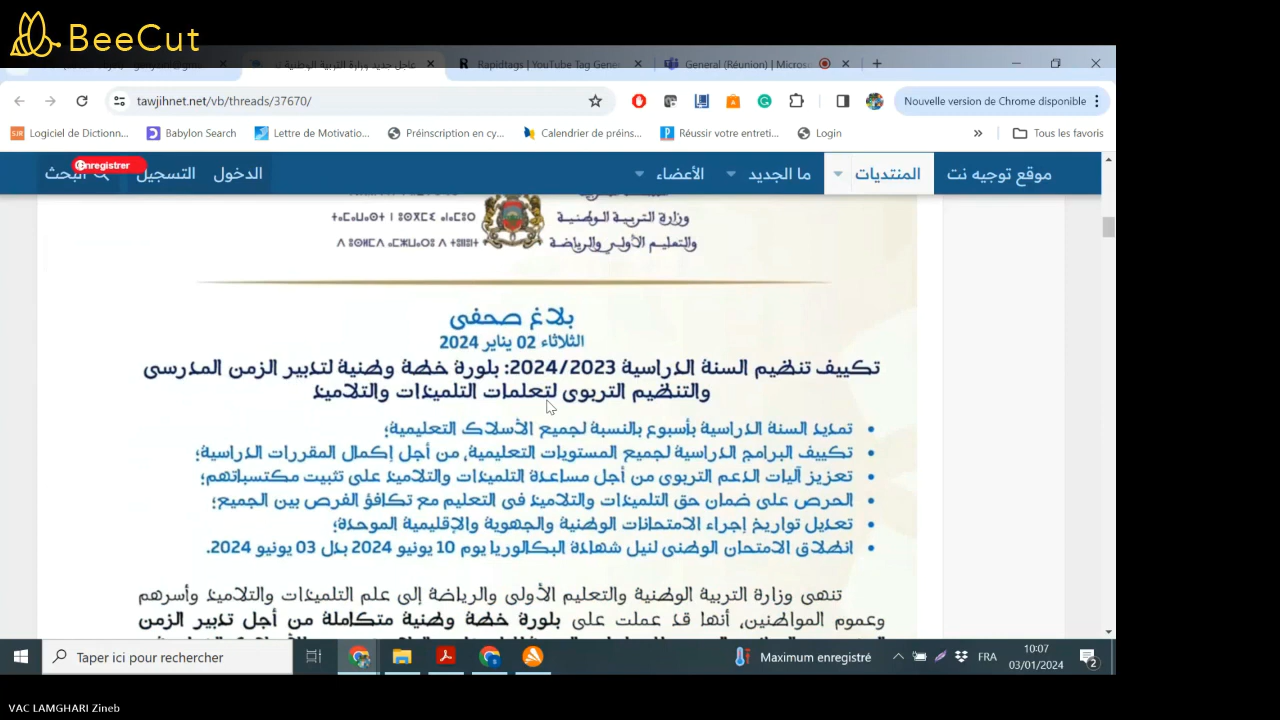 BeeCut
عاجل جديد وزارة التربية الوطنية
Rapidtags | YouTube Tag Gene
General (Réunion) | Micros
tawjihnet.net/vb/threads/37670/
Nouvelle version de Chrome disponible
Logiciel de Dictionn...
Babylon Search
Lettre de Motivatio...
Préinscription en cy...
Calendrier de préins...
Réussir votre entreti...
Login
»
Tous les favoris
موقع توجيه نت
المنتديات
ما الجديد
الأعضاء
الدخول
التسجيل
البحث
Enregistrer
وزارة التربية الوطنية
والتعليم الأولي والرياضة
بلاغ صحفي
الثلاثاء 02 يناير 2024
تكييف تنظيم السنة الدراسية 2024/2023: بلورة خطة وطنية لتدبير الزمن المدرسي
والتنظيم التربوي لتعلمات التلميذات والتلاميذ
• تمديد السنة الدراسية بأسبوع بالنسبة لجميع الأسلاك التعليمية؛
• تكييف البرامج الدراسية لجميع المستويات التعليمية، من أجل إكمال المقررات الدراسية؛
• تعزيز آليات الدعم التربوي من أجل مساعدة التلميذات والتلاميذ على تثبيت مكتسباتهم؛
• الحرص على ضمان حق التلميذات والتلاميذ في التعليم مع تكافؤ الفرص بين الجميع؛
• تعديل تواريخ إجراء الامتحانات الوطنية والجهوية والإقليمية الموحدة؛
• انطلاق الامتحان الوطني لنيل شهادة البكالوريا يوم 10 يونيو 2024 بدل 03 يونيو 2024.
تنهي وزارة التربية الوطنية والتعليم الأولي والرياضة إلى علم التلميذات والتلاميذ وأسرهم
وعموم المواطنين، أنها قد عملت على بلورة خطة وطنية متكاملة من أجل تدبير الزمن
Taper ici pour rechercher
Maximum enregistré
FRA
10:07
03/01/2024
2
VAC LAMGHARI Zineb